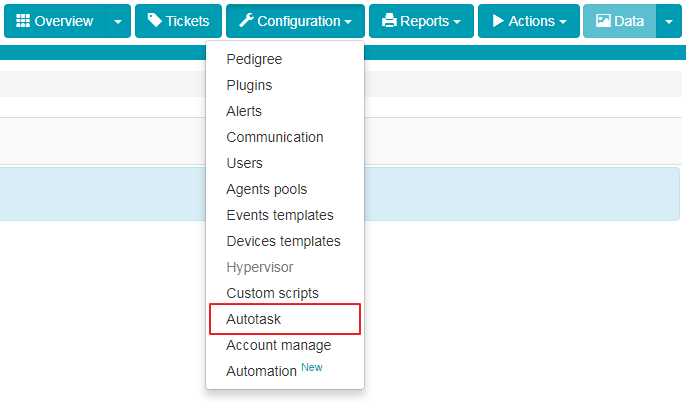 Overview Tickets Configuration Reports Actions Data
Pedigree
Plugins
Alerts
Communication
Users
Agents pools
Events templates
Devices templates
Hypervisor
Custom scripts
Autotask
Account manage
Automation New